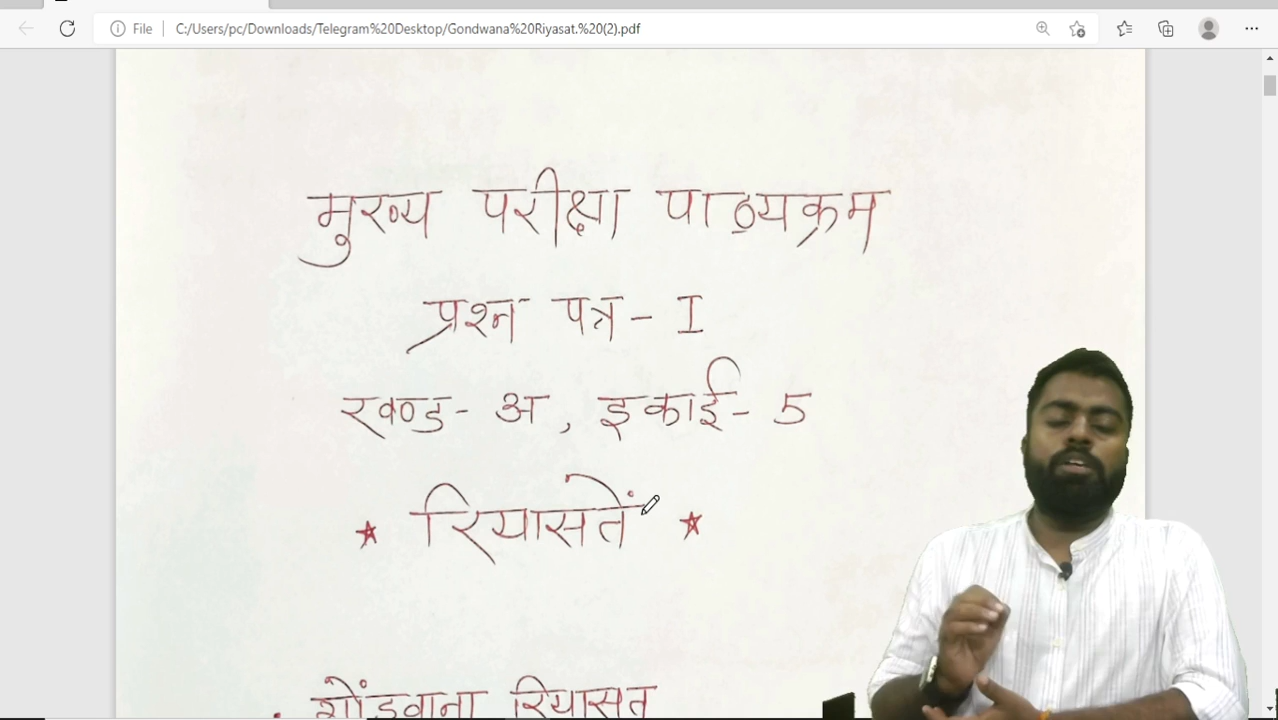 File C:/Users/pc/Downloads/Telegram%20Desktop/Gondwana%20Riyasat.%20(2).pdf
मुख्य परीक्षा पाठ्यक्रम
प्रश्न पत्र - I
खण्ड - अ, इकाई - 5
★ रियासतें ★
गोंडवाना रियासत